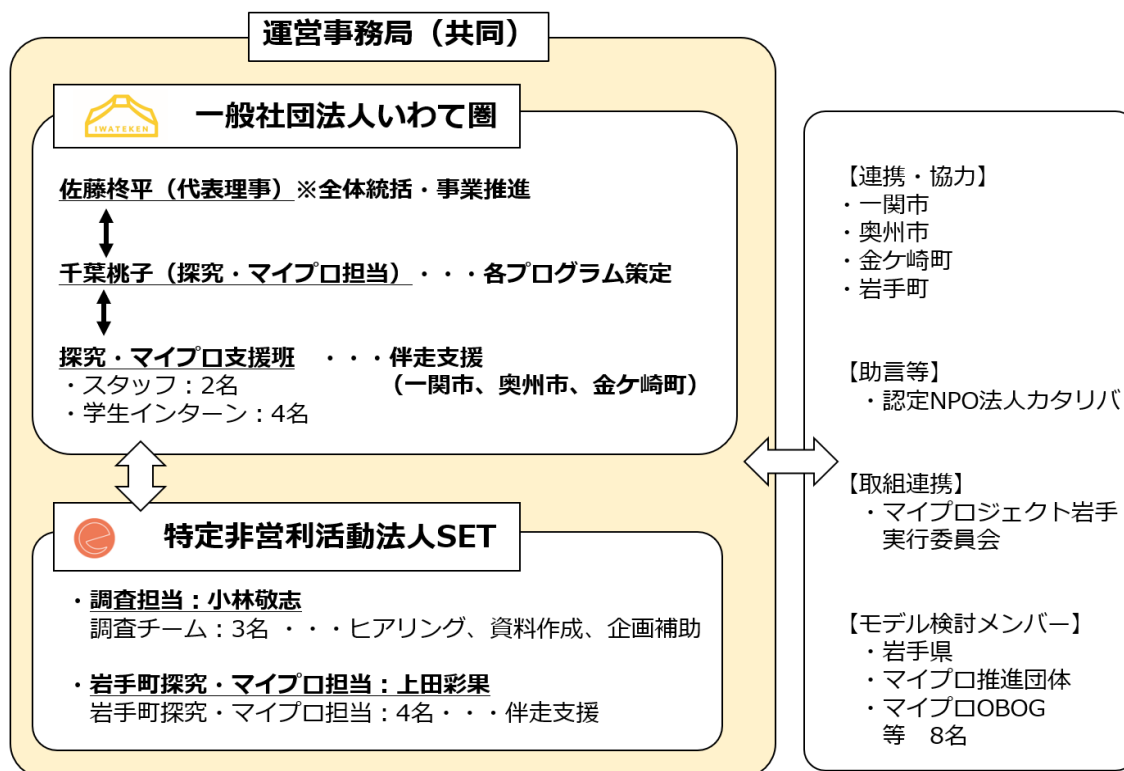 運営事務局（共同）
IWATEKEN
一般社団法人いわて圏
佐藤柊平（代表理事）※全体統括・事業推進
千葉桃子（探究・マイプロ担当）・・・各プログラム策定
探究・マイプロ支援班　・・・伴走支援
・スタッフ：2名　（一関市、奥州市、金ケ崎町）
・学生インターン：4名
特定非営利活動法人SET
・調査担当：小林敬志
調査チーム：3名 ・・・ヒアリング、資料作成、企画補助
・岩手町探究・マイプロ担当：上田彩果
岩手町探究・マイプロ担当：4名・・・伴走支援
【連携・協力】
・一関市
・奥州市
・金ケ崎町
・岩手町
【助言等】
・認定NPO法人カタリバ
【取組連携】
・マイプロジェクト岩手
実行委員会
【モデル検討メンバー】
・岩手県
・マイプロ推進団体
・マイプロOBOG
等　8名